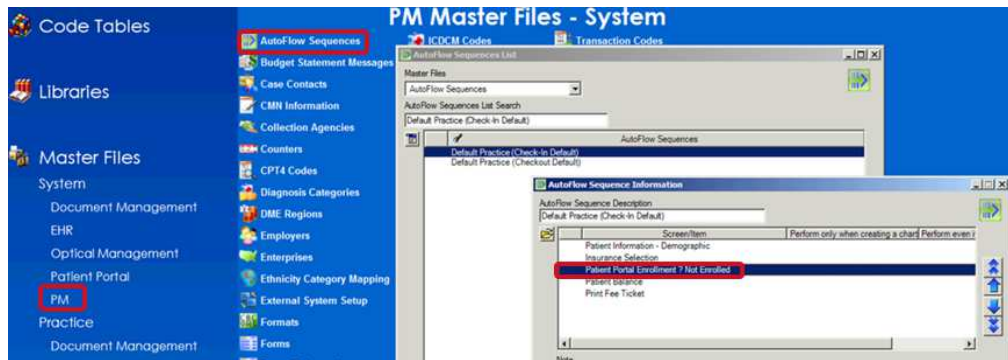 PM Master Files - System
Code Tables
Libraries
Master Files
System
Document Management
EHR
Optical Management
Patient Portal
PM
Practice
Document Management
AutoFlow Sequences
Budget Statement Messages
Case Contacts
CMN Information
Collection Agencies
Counters
CPT4 Codes
Diagnosis Categories
DME Regions
Employers
Enterprises
Ethnicity Category Mapping
External System Setup
Formats
Forms
ICDCM Codes
Transaction Codes
AutoFlow Sequences List
Master Files
AutoFlow Sequences
AutoFlow Sequences List Search
Default Practice (Check-In Default)
AutoFlow Sequences
Default Practice (Check-In Default)
Default Practice (Checkout Default)
AutoFlow Sequence Information
AutoFlow Sequence Description
Default Practice (Check-In Default)
Screen/Item Perform only when creating a chart Perform even i
Patient Information - Demographic
Insurance Selection
Patient Portal Enrollment ? Not Enrolled
Patient Balance
Print Fee Ticket
Note